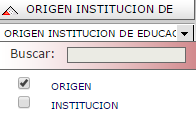 ORIGEN INSTITUCION DE
ORIGEN INSTITUCION DE EDUCAC
Buscar:
ORIGEN
INSTITUCION